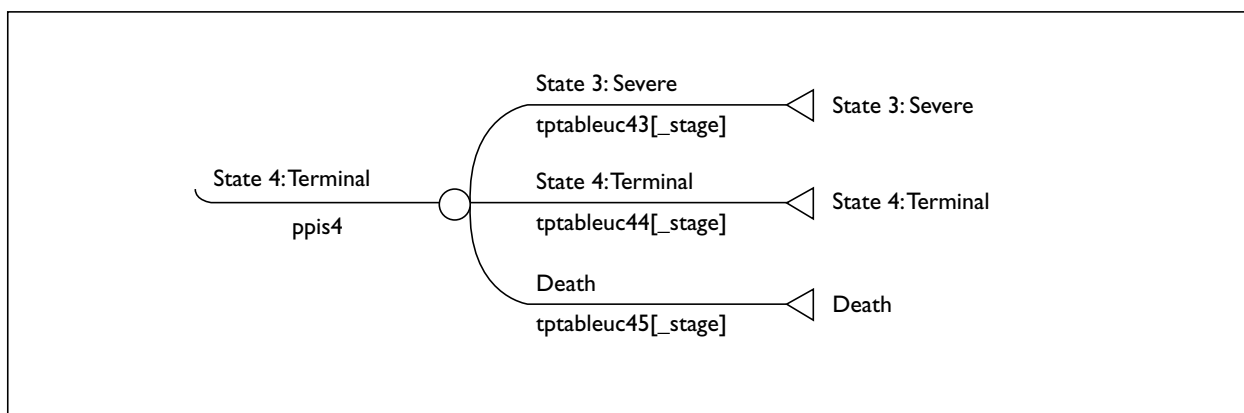 State 3: Severe
tptableuc43[_stage]
State 3: Severe
State 4: Terminal
ppis4
State 4: Terminal
tptableuc44[_stage]
State 4: Terminal
Death
tptableuc45[_stage]
Death